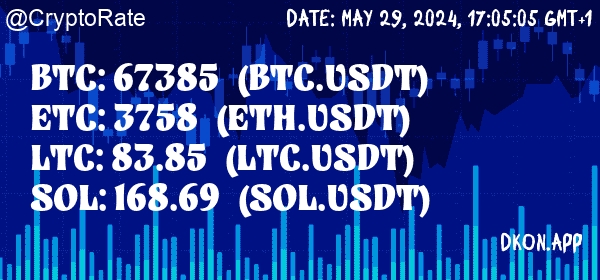 @CryptoRate
DATE: MAY 29, 2024, 17:05:05 GMT+1
BTC: 67385 (BTC.USDT)
ETC: 3758 (ETH.USDT)
LTC: 83.85 (LTC.USDT)
SOL: 168.69 (SOL.USDT)
DKON.APP